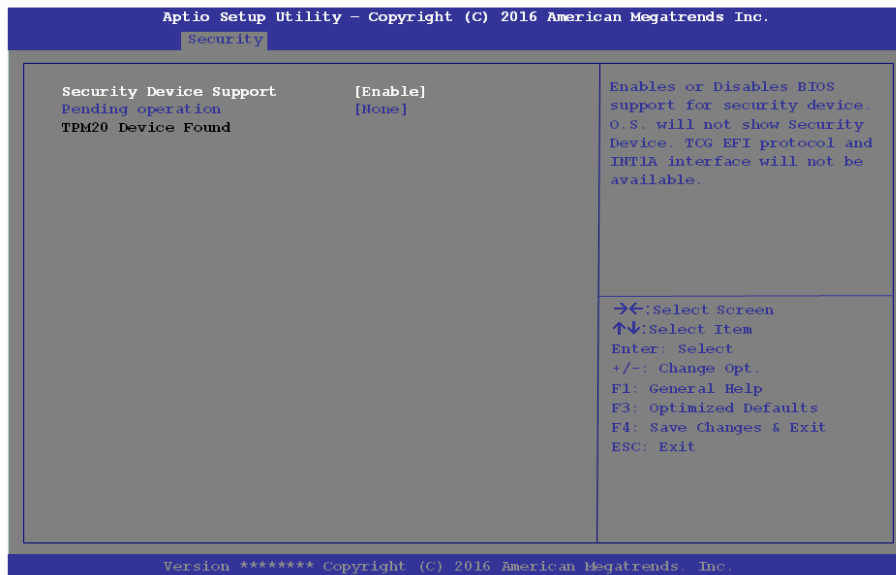 Aptio Setup Utility – Copyright (C) 2016 American Megatrends Inc.
Security
Security Device Support [Enable]
Pending operation [None]
TPM20 Device Found
Enables or Disables BIOS
support for security device.
O.S. will not show Security
Device. TCG EFI protocol and
INT1A interface will not be
available.
→←:Select Screen
↑↓:Select Item
Enter: Select
+/-: Change Opt.
F1: General Help
F3: Optimized Defaults
F4: Save Changes & Exit
ESC: Exit
Version ******** Copyright (C) 2016 American Megatrends. Inc.